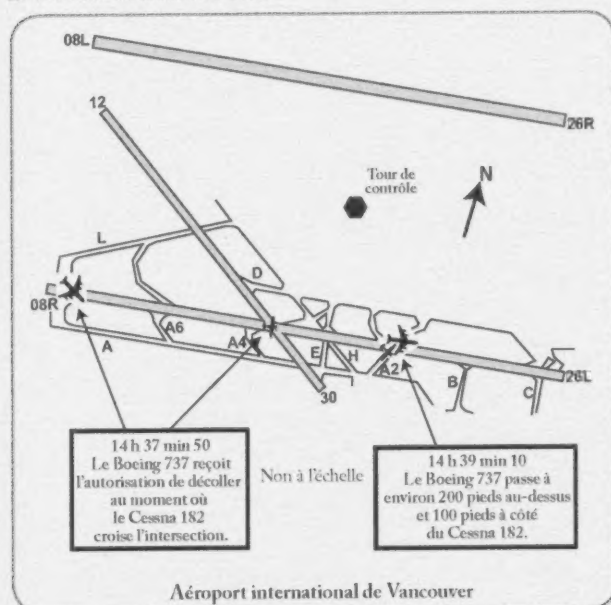 08L
26R
12
Tour de
contrôle
N
L
D
08R
A6
A
A4
E
H
A2
B
C
26L
30
14 h 37 min 50
Le Boeing 737 reçoit
l'autorisation de décoller
au moment où
le Cessna 182
croise l'intersection.
Non à l'échelle
14 h 39 min 10
Le Boeing 737 passe à
environ 200 pieds au-dessus
et 100 pieds à côté
du Cessna 182.
Aéroport international de Vancouver